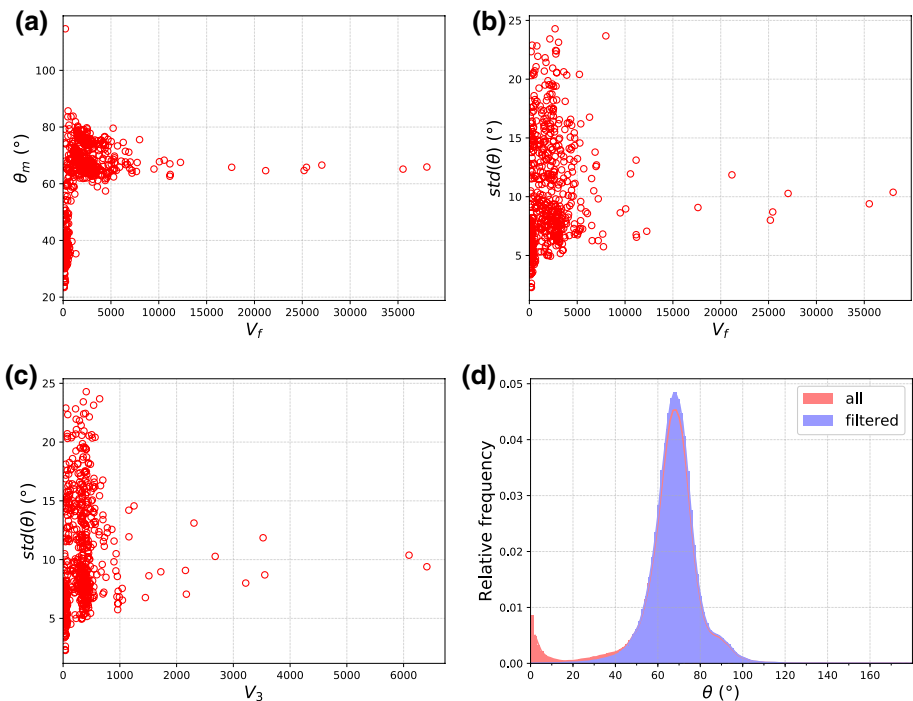 (a)
100
80
60
40
20
θm (°)
0 5000 10000 15000 20000 25000 30000 35000
Vf
(b)
25
20
15
10
5
std(θ) (°)
0 5000 10000 15000 20000 25000 30000 35000
Vf
(c)
25
20
15
10
5
std(θ) (°)
0 1000 2000 3000 4000 5000 6000
V3
(d)
0.05
0.04
0.03
0.02
0.01
0.00
Relative frequency
all
filtered
0 20 40 60 80 100 120 140 160
θ (°)